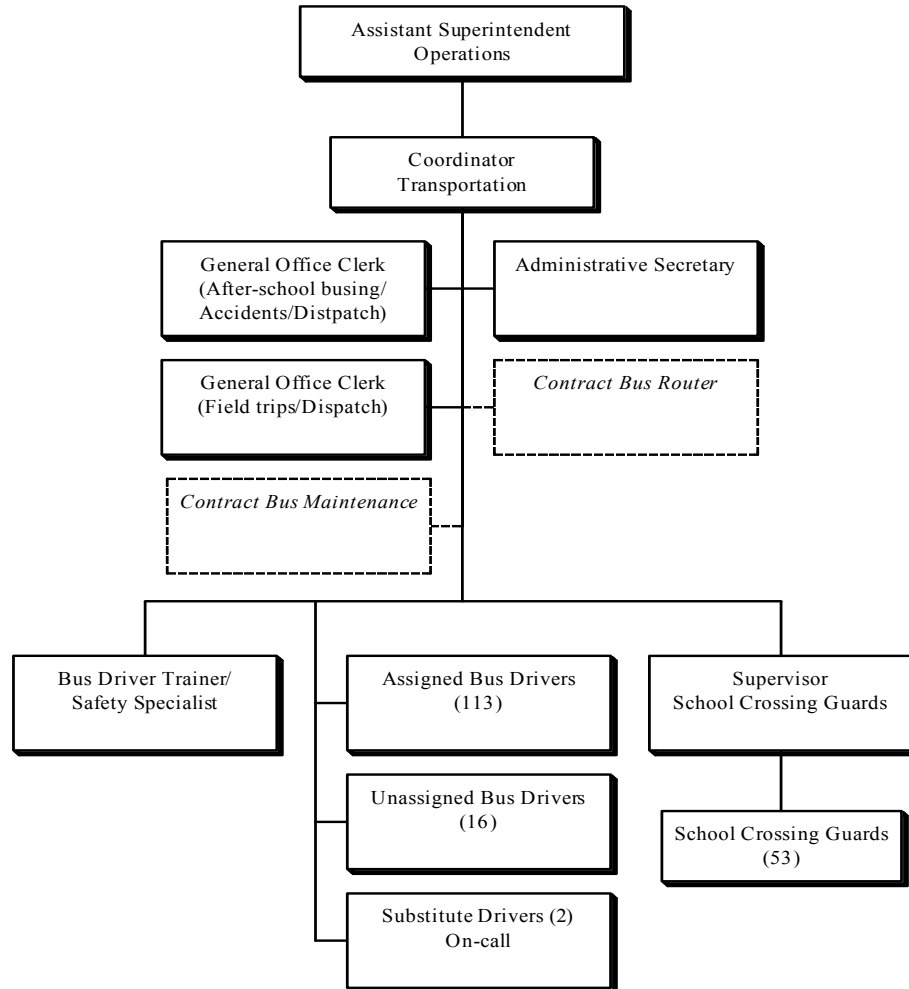 Assistant Superintendent
Operations
Coordinator
Transportation
General Office Clerk
(After-school busing/
Accidents/Distpatch)
Administrative Secretary
General Office Clerk
(Field trips/Dispatch)
Contract Bus Router
Contract Bus Maintenance
Bus Driver Trainer/
Safety Specialist
Assigned Bus Drivers
(113)
Supervisor
School Crossing Guards
Unassigned Bus Drivers
(16)
School Crossing Guards
(53)
Substitute Drivers (2)
On-call